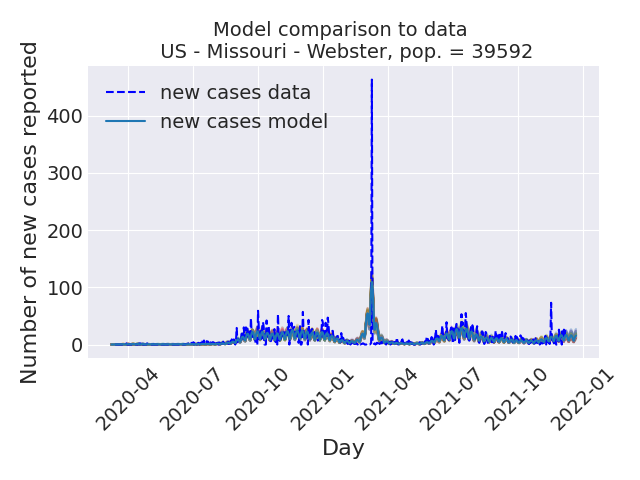 Model comparison to data
US - Missouri - Webster, pop. = 39592
Number of new cases reported
new cases data
new cases model
400
300
200
100
0
2020-04
2020-07
2020-10
2021-01
2021-04
2021-07
2021-10
2022-01
Day